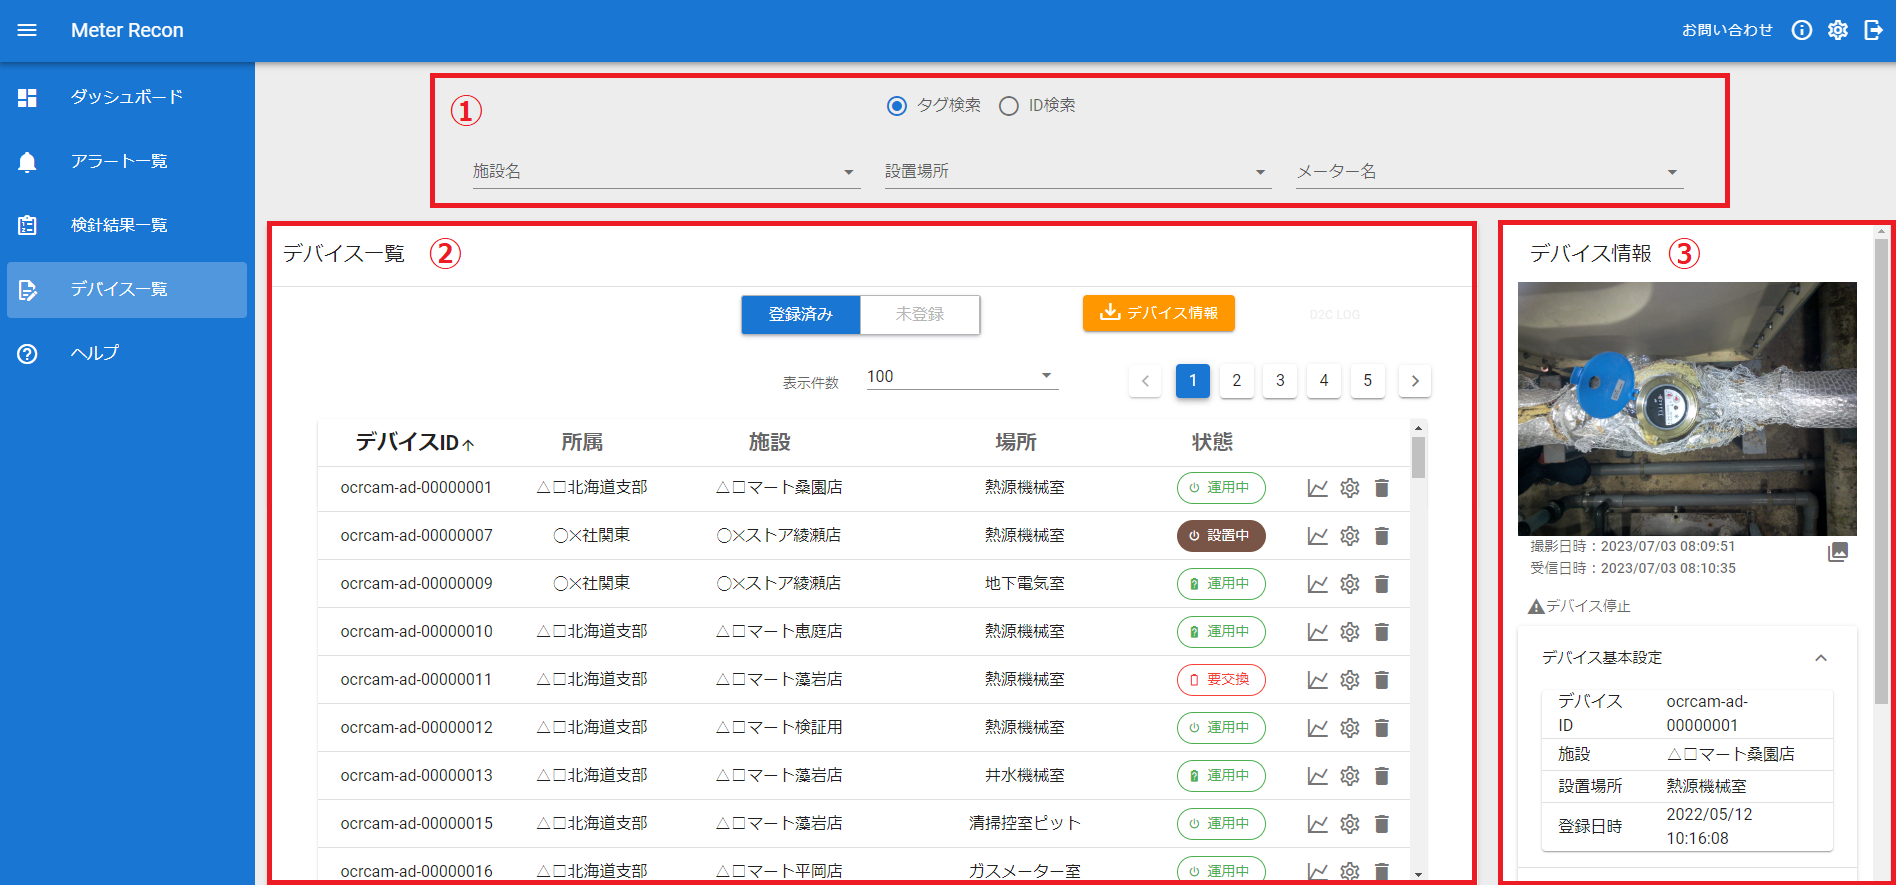 Meter Recon
お問い合わせ
ダッシュボード
アラート一覧
検針結果一覧
デバイス一覧
ヘルプ
①
タグ検索 ID検索
施設名 設置場所 メーター名
デバイス一覧 ②
登録済み 未登録 デバイス情報 D2C LOG
表示件数 100 1 2 3 4 5
デバイスID↑ 所属 施設 場所 状態
ocrcam-ad-00000001 △□北海道支部 △□マート桑園店 熱源機械室 運用中
ocrcam-ad-00000007 〇×社関東 〇×ストア綾瀬店 熱源機械室 設置中
ocrcam-ad-00000009 〇×社関東 〇×ストア綾瀬店 地下電気室 運用中
ocrcam-ad-00000010 △□北海道支部 △□マート恵庭店 熱源機械室 運用中
ocrcam-ad-00000011 △□北海道支部 △□マート藻岩店 熱源機械室 要交換
ocrcam-ad-00000012 △□北海道支部 △□マート検証用 熱源機械室 運用中
ocrcam-ad-00000013 △□北海道支部 △□マート藻岩店 井水機械室 運用中
ocrcam-ad-00000015 △□北海道支部 △□マート藻岩店 清掃控室ピット 運用中
ocrcam-ad-00000016 △□北海道支部 △□マート平岡店 ガスメーター室 運用中
デバイス情報 ③
撮影日時：2023/07/03 08:09:51
受信日時：2023/07/03 08:10:35
デバイス停止
デバイス基本設定
デバイス ocrcam-ad-
ID 00000001
施設 △□マート桑園店
設置場所 熱源機械室
登録日時 2022/05/12
10:16:08